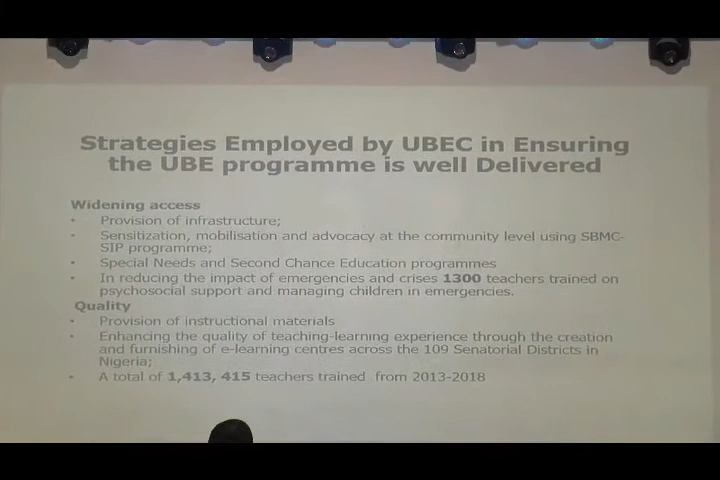 Strategies Employed by UBEC in Ensuring
the UBE programme is well Delivered
Widening access
• Provision of infrastructure;
• Sensitization, mobilisation and advocacy at the community level using SBMC-
SIP programme;
• Special Needs and Second Chance Education programmes
• In reducing the impact of emergencies and crises 1300 teachers trained on
psychosocial support and managing children in emergencies.
Quality
• Provision of instructional materials
• Enhancing the quality of teaching-learning experience through the creation
and furnishing of e-learning centres across the 109 Senatorial Districts in
Nigeria;
• A total of 1,413, 415 teachers trained from 2013-2018